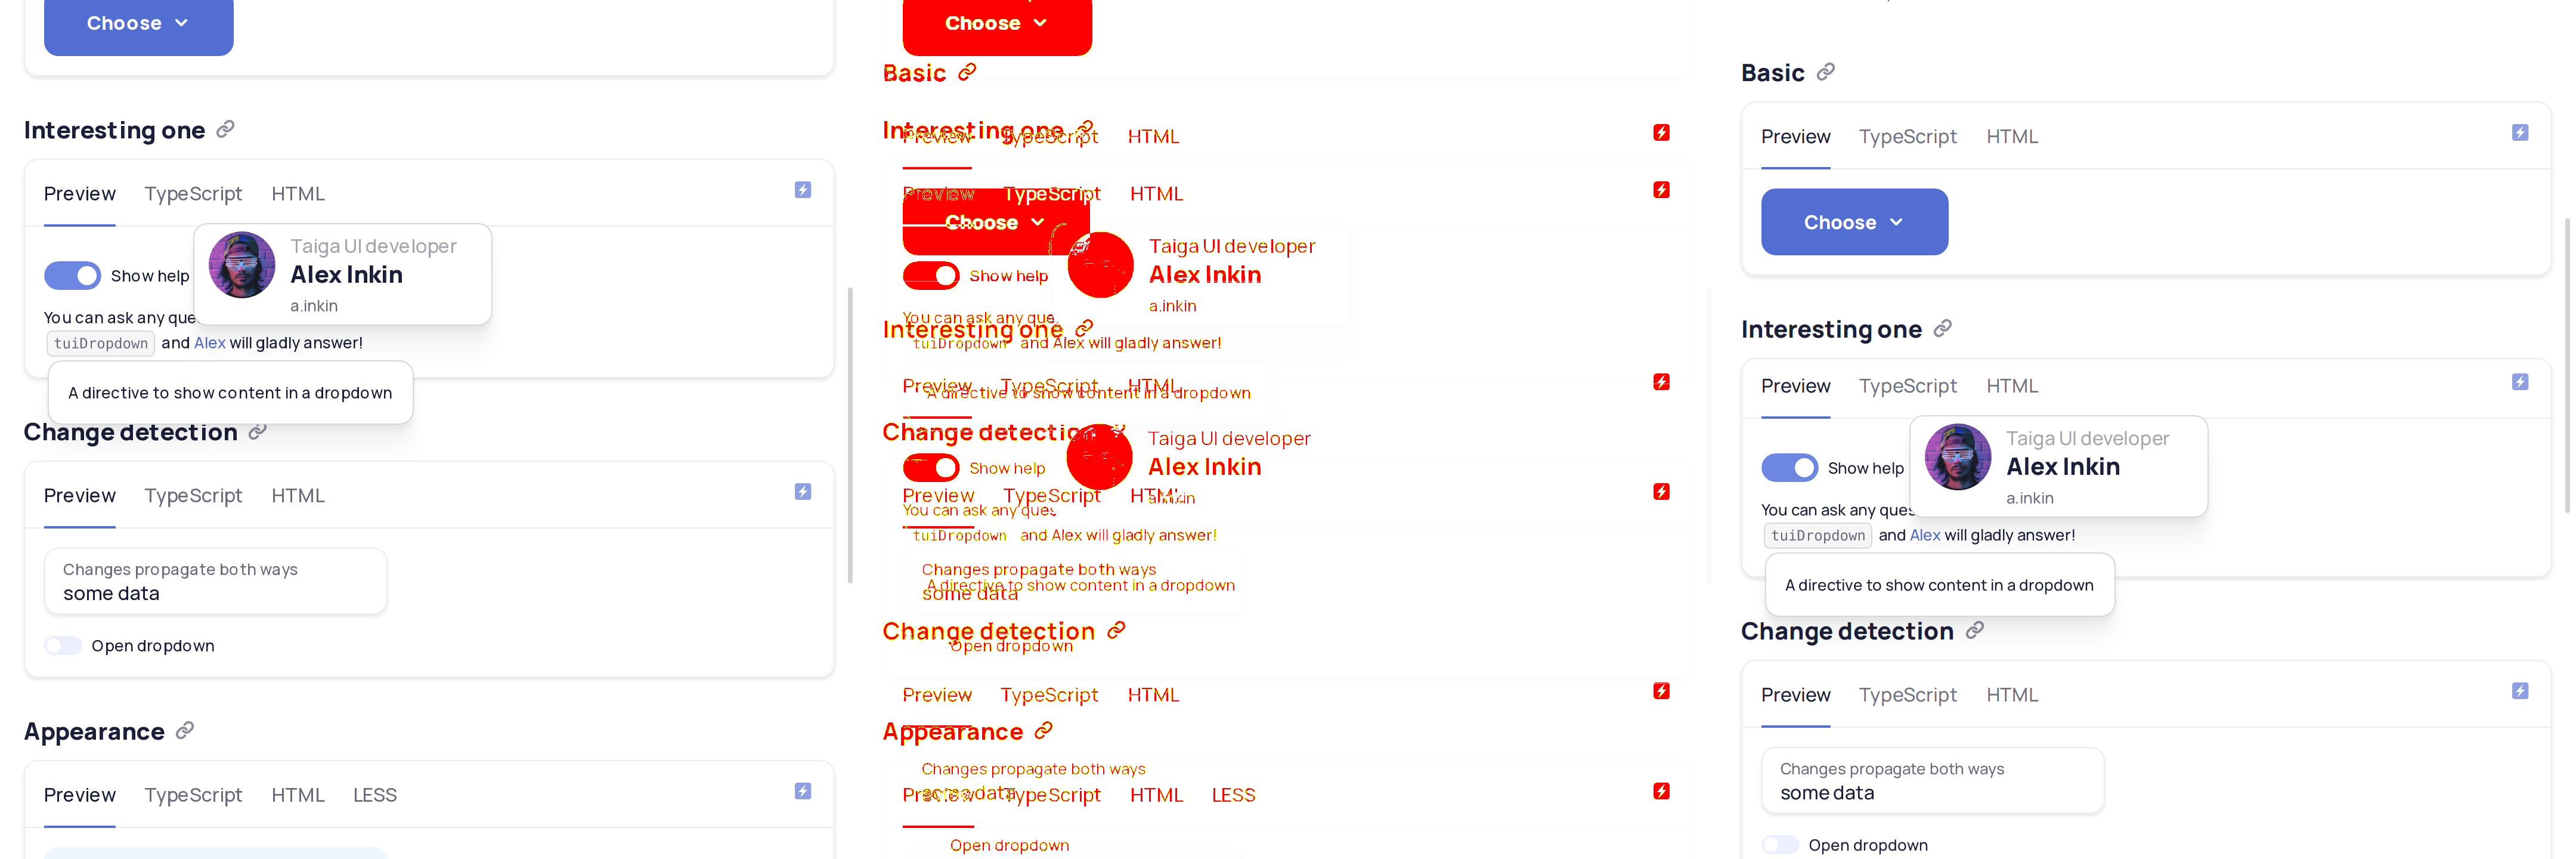 Choose
Interesting one
Preview TypeScript HTML
Taiga UI developer
Alex Inkin
a.inkin
Show help
You can ask any que
tuiDropdown and Alex will gladly answer!
A directive to show content in a dropdown
Change detection
Preview TypeScript HTML
Changes propagate both ways
some data
Open dropdown
Appearance
Preview TypeScript HTML LESS
Choose
Basic
Interesting one
Preview TypeScript HTML
Preview TypeScript HTML
Choose
Taiga UI developer
Alex Inkin
a.inkin
Show help
You can ask any que
Interesting one
tuiDropdown and Alex will gladly answer!
Preview TypeScript HTML
A directive to show content in a dropdown
Change detection
Taiga UI developer
Alex Inkin
a.inkin
Show help
Preview TypeScript HTML
You can ask any ques
tuiDropdown and Alex will gladly answer!
Changes propagate both ways
A directive to show content in a dropdown
some data
Change detection
Open dropdown
Preview TypeScript HTML
Appearance
Changes propagate both ways
some data
Preview TypeScript HTML LESS
Open dropdown
Basic
Preview TypeScript HTML
Choose
Interesting one
Preview TypeScript HTML
Taiga UI developer
Alex Inkin
a.inkin
Show help
You can ask any ques
tuiDropdown and Alex will gladly answer!
A directive to show content in a dropdown
Change detection
Preview TypeScript HTML
Changes propagate both ways
some data
Open dropdown